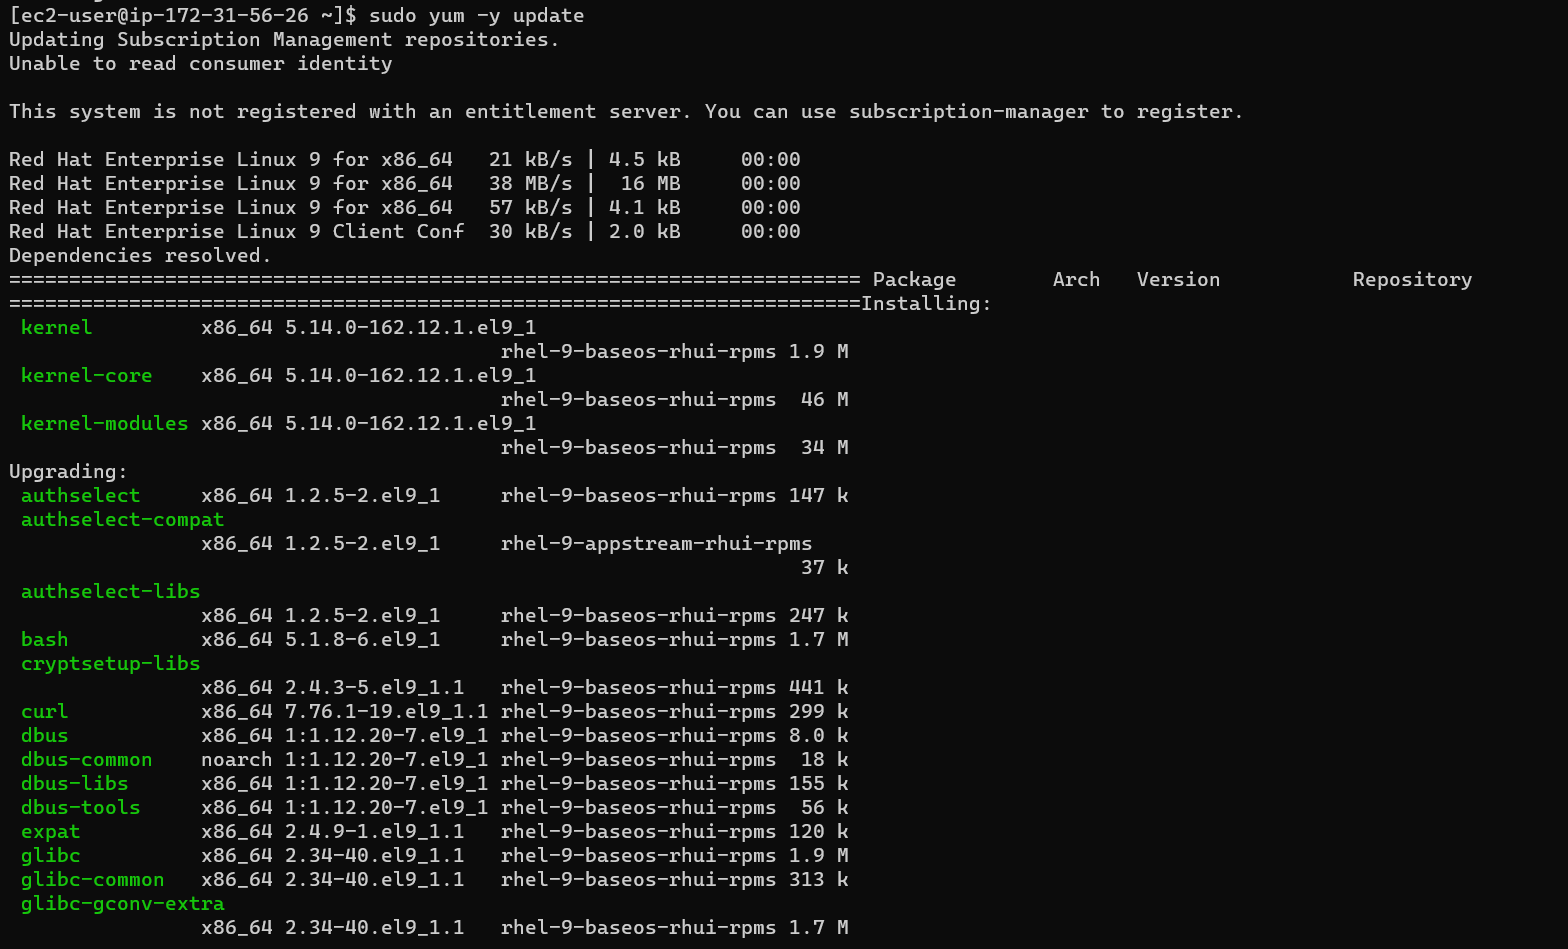 [ec2-user@ip-172-31-56-26 ~]$ sudo yum -y update
Updating Subscription Management repositories.
Unable to read consumer identity

This system is not registered with an entitlement server. You can use subscription-manager to register.

Red Hat Enterprise Linux 9 for x86_64   21 kB/s | 4.5 kB     00:00
Red Hat Enterprise Linux 9 for x86_64   38 MB/s |  16 MB     00:00
Red Hat Enterprise Linux 9 for x86_64   57 kB/s | 4.1 kB     00:00
Red Hat Enterprise Linux 9 Client Conf  30 kB/s | 2.0 kB     00:00
Dependencies resolved.
======================================================================= Package        Arch   Version           Repository
=======================================================================Installing:
 kernel         x86_64 5.14.0-162.12.1.el9_1
                                         rhel-9-baseos-rhui-rpms 1.9 M
 kernel-core    x86_64 5.14.0-162.12.1.el9_1
                                         rhel-9-baseos-rhui-rpms  46 M
 kernel-modules x86_64 5.14.0-162.12.1.el9_1
                                         rhel-9-baseos-rhui-rpms  34 M
Upgrading:
 authselect     x86_64 1.2.5-2.el9_1     rhel-9-baseos-rhui-rpms 147 k
 authselect-compat
                x86_64 1.2.5-2.el9_1     rhel-9-appstream-rhui-rpms
                                                                  37 k
 authselect-libs
                x86_64 1.2.5-2.el9_1     rhel-9-baseos-rhui-rpms 247 k
 bash           x86_64 5.1.8-6.el9_1     rhel-9-baseos-rhui-rpms 1.7 M
 cryptsetup-libs
                x86_64 2.4.3-5.el9_1.1   rhel-9-baseos-rhui-rpms 441 k
 curl           x86_64 7.76.1-19.el9_1.1 rhel-9-baseos-rhui-rpms 299 k
 dbus           x86_64 1:1.12.20-7.el9_1 rhel-9-baseos-rhui-rpms 8.0 k
 dbus-common    noarch 1:1.12.20-7.el9_1 rhel-9-baseos-rhui-rpms  18 k
 dbus-libs      x86_64 1:1.12.20-7.el9_1 rhel-9-baseos-rhui-rpms 155 k
 dbus-tools     x86_64 1:1.12.20-7.el9_1 rhel-9-baseos-rhui-rpms  56 k
 expat          x86_64 2.4.9-1.el9_1.1   rhel-9-baseos-rhui-rpms 120 k
 glibc          x86_64 2.34-40.el9_1.1   rhel-9-baseos-rhui-rpms 1.9 M
 glibc-common   x86_64 2.34-40.el9_1.1   rhel-9-baseos-rhui-rpms 313 k
 glibc-gconv-extra
                x86_64 2.34-40.el9_1.1   rhel-9-baseos-rhui-rpms 1.7 M